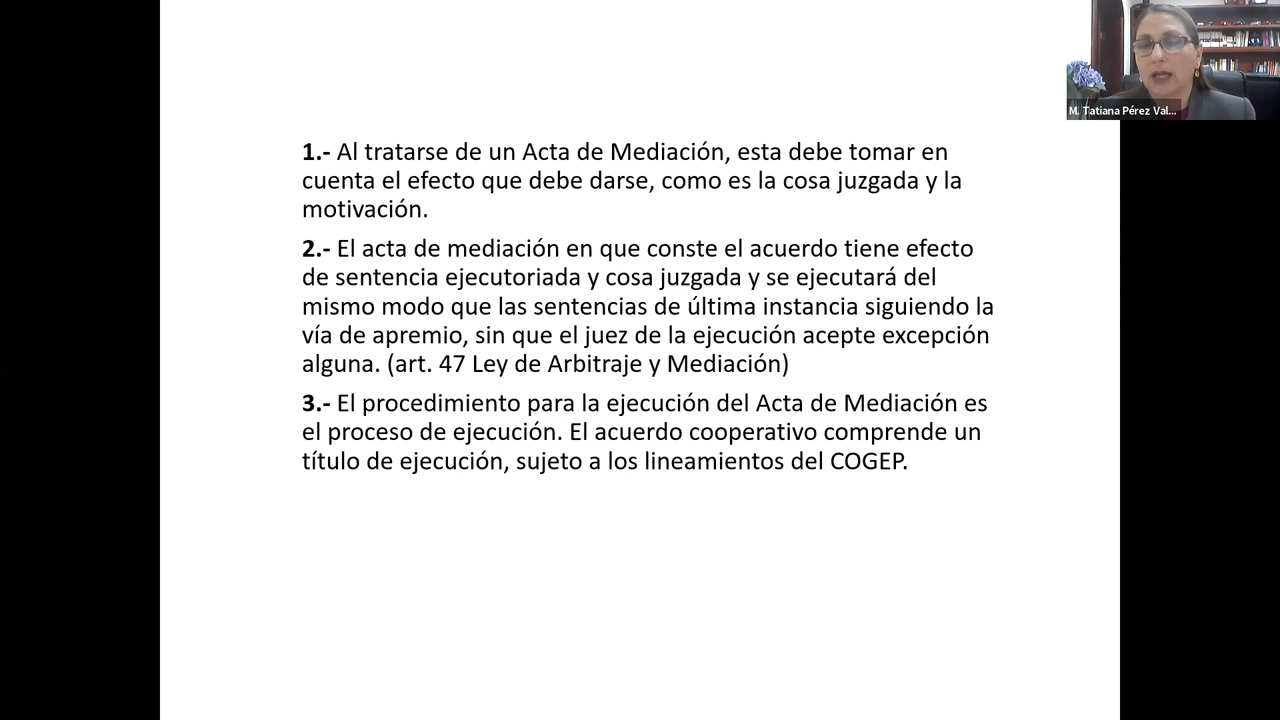 M. Tatiana Pérez Val...
1.- Al tratarse de un Acta de Mediación, esta debe tomar en
cuenta el efecto que debe darse, como es la cosa juzgada y la
motivación.
2.- El acta de mediación en que conste el acuerdo tiene efecto
de sentencia ejecutoriada y cosa juzgada y se ejecutará del
mismo modo que las sentencias de última instancia siguiendo la
vía de apremio, sin que el juez de la ejecución acepte excepción
alguna. (art. 47 Ley de Arbitraje y Mediación)
3.- El procedimiento para la ejecución del Acta de Mediación es
el proceso de ejecución. El acuerdo cooperativo comprende un
título de ejecución, sujeto a los lineamientos del COGEP.